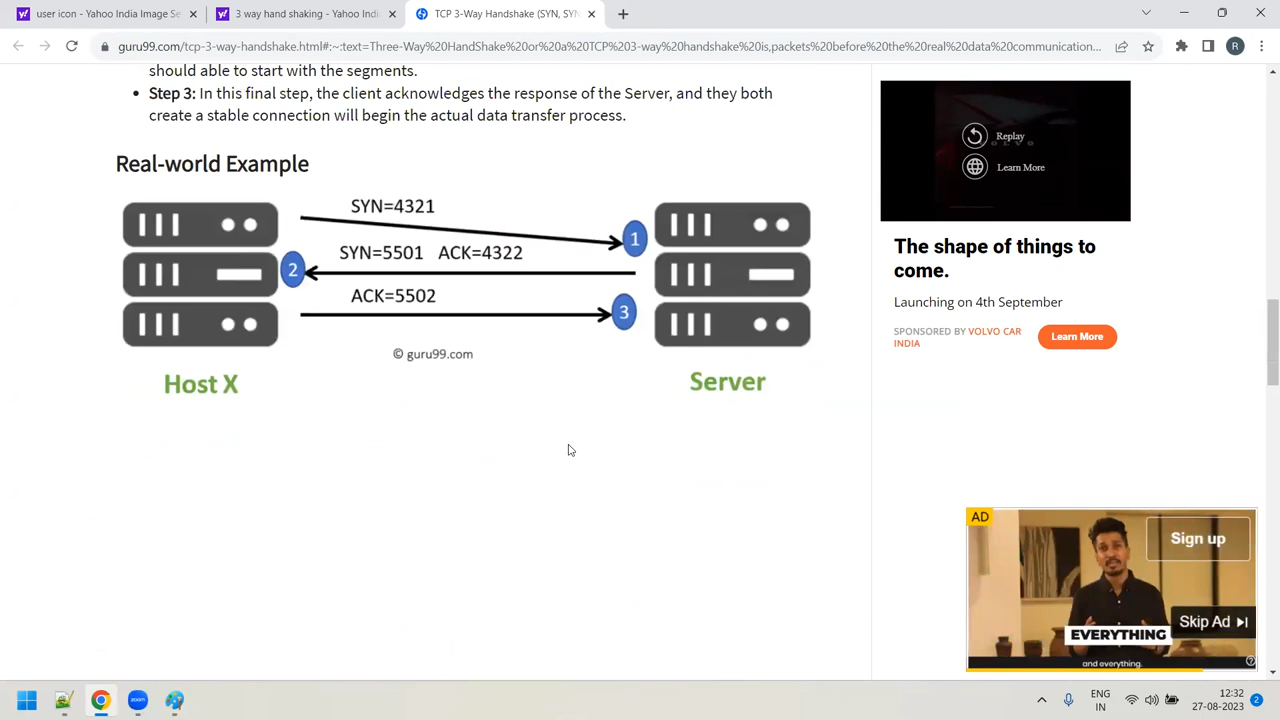 user icon - Yahoo India Image Se
3 way hand shaking - Yahoo India
TCP 3-Way Handshake (SYN, SYN
guru99.com/tcp-3-way-handshake.html#:~:text=Three-Way%20HandShake%20or%20a%20TCP%203-way%20handshake%20is,packets%20before%20the%20real%20data%20communication...
R
should able to start with the segments.
• Step 3: In this final step, the client acknowledges the response of the Server, and they both
create a stable connection will begin the actual data transfer process.
Real-world Example
SYN=4321
1
SYN=5501 ACK=4322
2
ACK=5502
3
© guru99.com
Host X
Server
Replay
Learn More
The shape of things to
come.
Launching on 4th September
SPONSORED BY VOLVO CAR
INDIA
Learn More
AD
Sign up
Skip Ad
EVERYTHING
and everything.
zoom
ENG
IN
12:32
27-08-2023
2